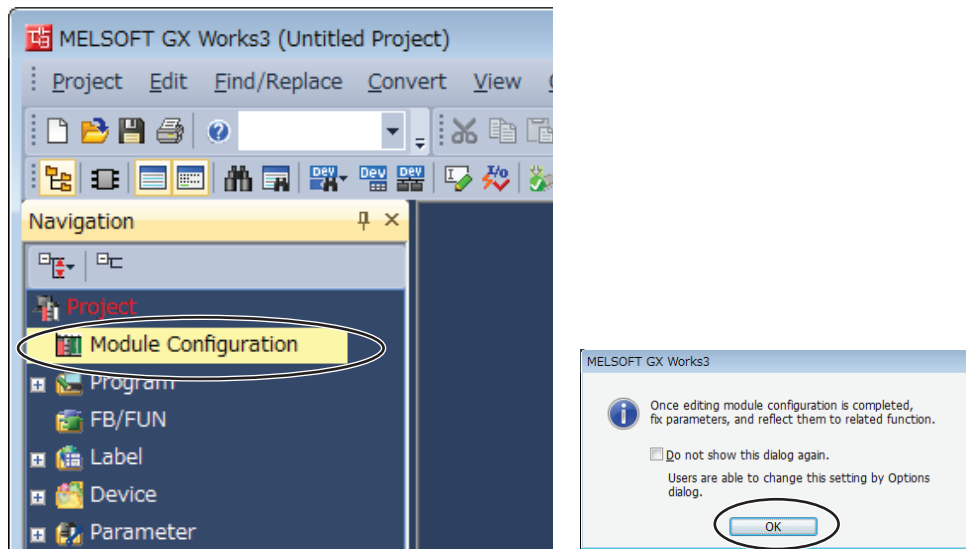 MELSOFT GX Works3 (Untitled Project)
Project Edit Find/Replace Convert View
Navigation
Project
Module Configuration
Program
FB/FUN
Label
Device
Parameter
MELSOFT GX Works3
Once editing module configuration is completed,
fix parameters, and reflect them to related function.
Do not show this dialog again.
Users are able to change this setting by Options
dialog.
OK